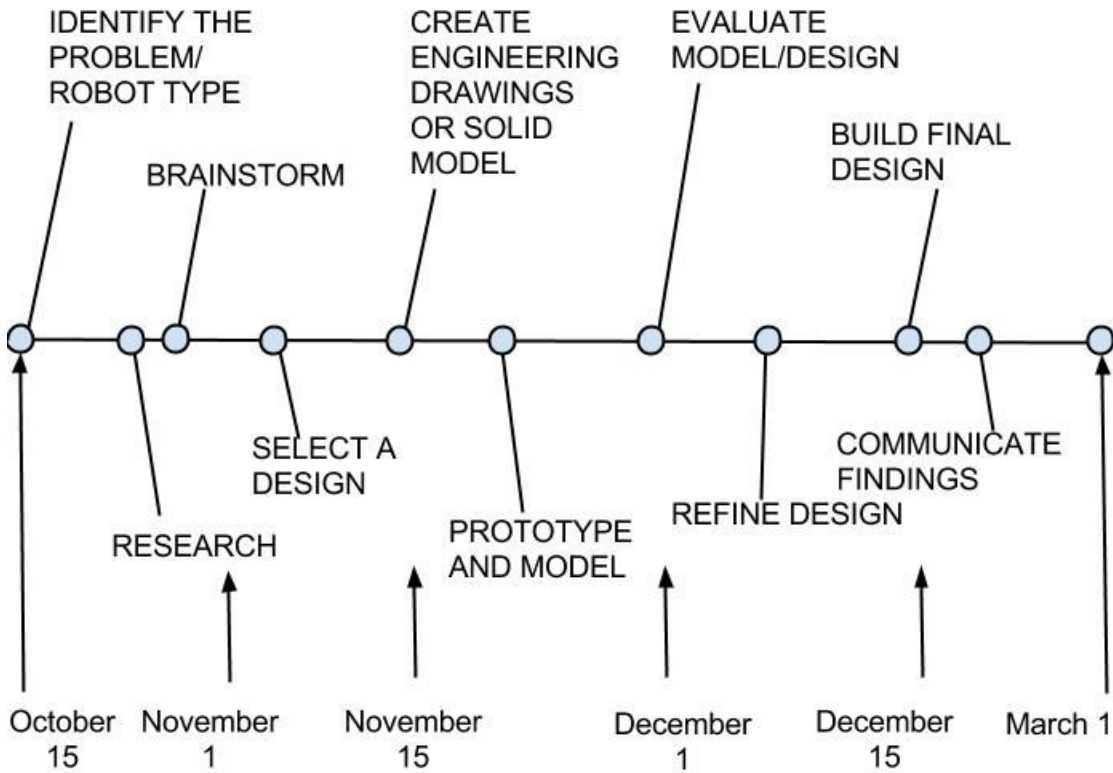 IDENTIFY THE
PROBLEM/
ROBOT TYPE
BRAINSTORM
CREATE
ENGINEERING
DRAWINGS
OR SOLID
MODEL
EVALUATE
MODEL/DESIGN
BUILD FINAL
DESIGN
RESEARCH
SELECT A
DESIGN
PROTOTYPE
AND MODEL
REFINE DESIGN
COMMUNICATE
FINDINGS
October
15
November
1
November
15
December
1
December
15
March 1